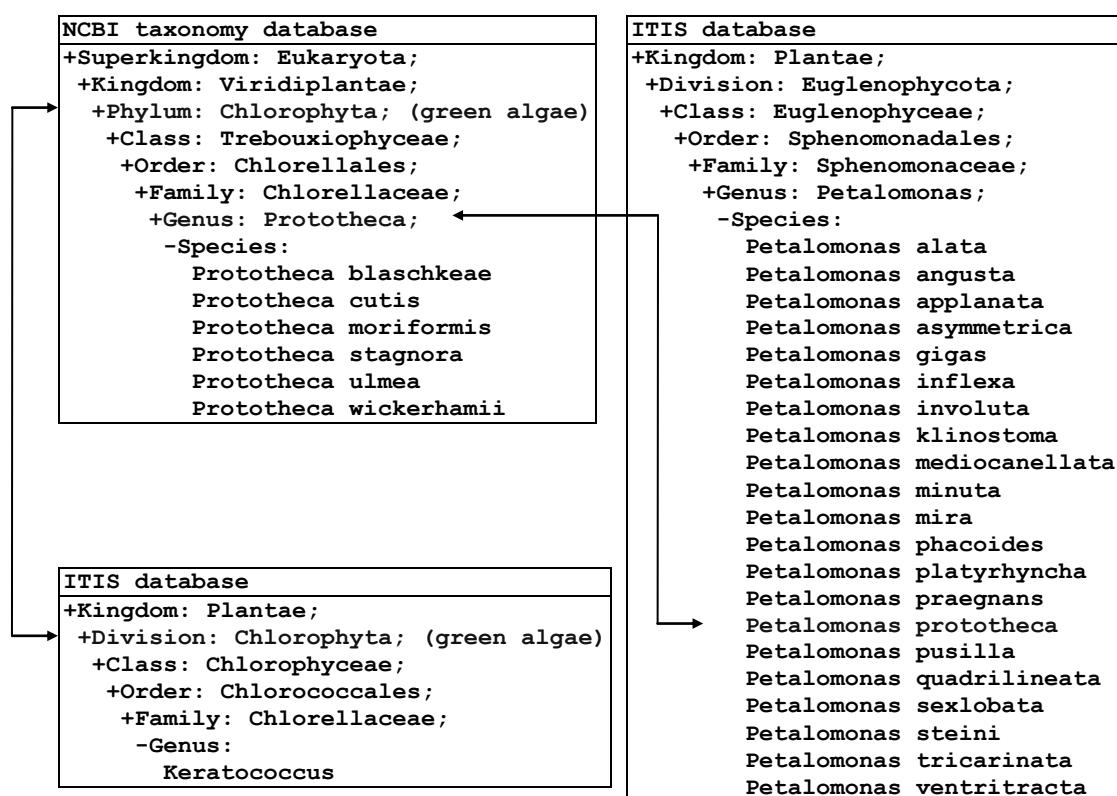 NCBI taxonomy database
+Superkingdom: Eukaryota;
+Kingdom: Viridiplantae;
+Phylum: Chlorophyta; (green algae)
+Class: Trebouxiophyceae;
+Order: Chlorellales;
+Family: Chlorellaceae;
+Genus: Prototheca;
-Species:
Prototheca blaschkeae
Prototheca cutis
Prototheca moriformis
Prototheca stagnora
Prototheca ulmea
Prototheca wickerhamii
ITIS database
+Kingdom: Plantae;
+Division: Chlorophyta; (green algae)
+Class: Chlorophyceae;
+Order: Chlorococcales;
+Family: Chlorellaceae;
-Genus:
Keratococcus
ITIS database
+Kingdom: Plantae;
+Division: Euglenophycota;
+Class: Euglenophyceae;
+Order: Sphenomonadales;
+Family: Sphenomonaceae;
+Genus: Petalomonas;
-Species:
Petalomonas alata
Petalomonas angusta
Petalomonas applanata
Petalomonas asymmetrica
Petalomonas gigas
Petalomonas inflexa
Petalomonas involuta
Petalomonas klinostoma
Petalomonas mediocanellata
Petalomonas minuta
Petalomonas mira
Petalomonas phacoides
Petalomonas platyrhyncha
Petalomonas praegnans
Petalomonas prototheca
Petalomonas pusilla
Petalomonas quadrilineata
Petalomonas sexlobata
Petalomonas steini
Petalomonas tricarinata
Petalomonas ventritracta